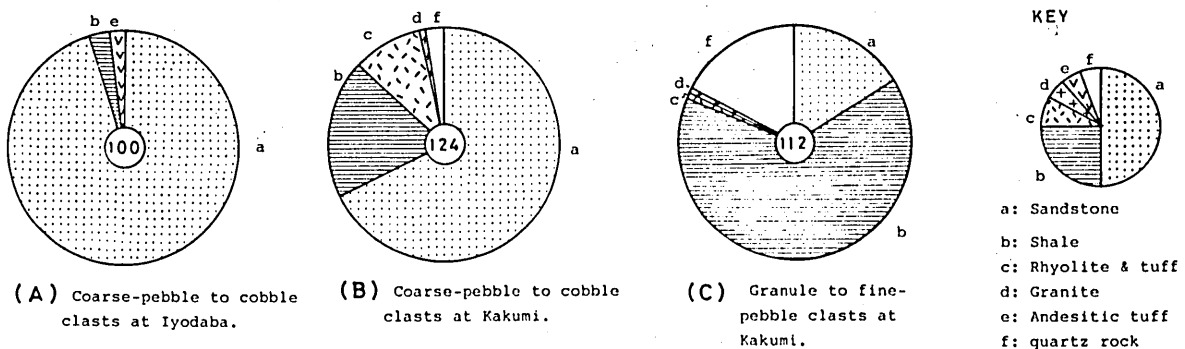 b e
a
100
(A) Coarse-pebble to cobble
clasts at Iyodaba.
d f
c
b
a
124
(B) Coarse-pebble to cobble
clasts at Kakumi.
f
a
d
c
b
112
(C) Granule to fine-
pebble clasts at
Kakumi.
KEY
f
e
d
a
c
b
a: Sandstone
b: Shale
c: Rhyolite & tuff
d: Granite
e: Andesitic tuff
f: quartz rock